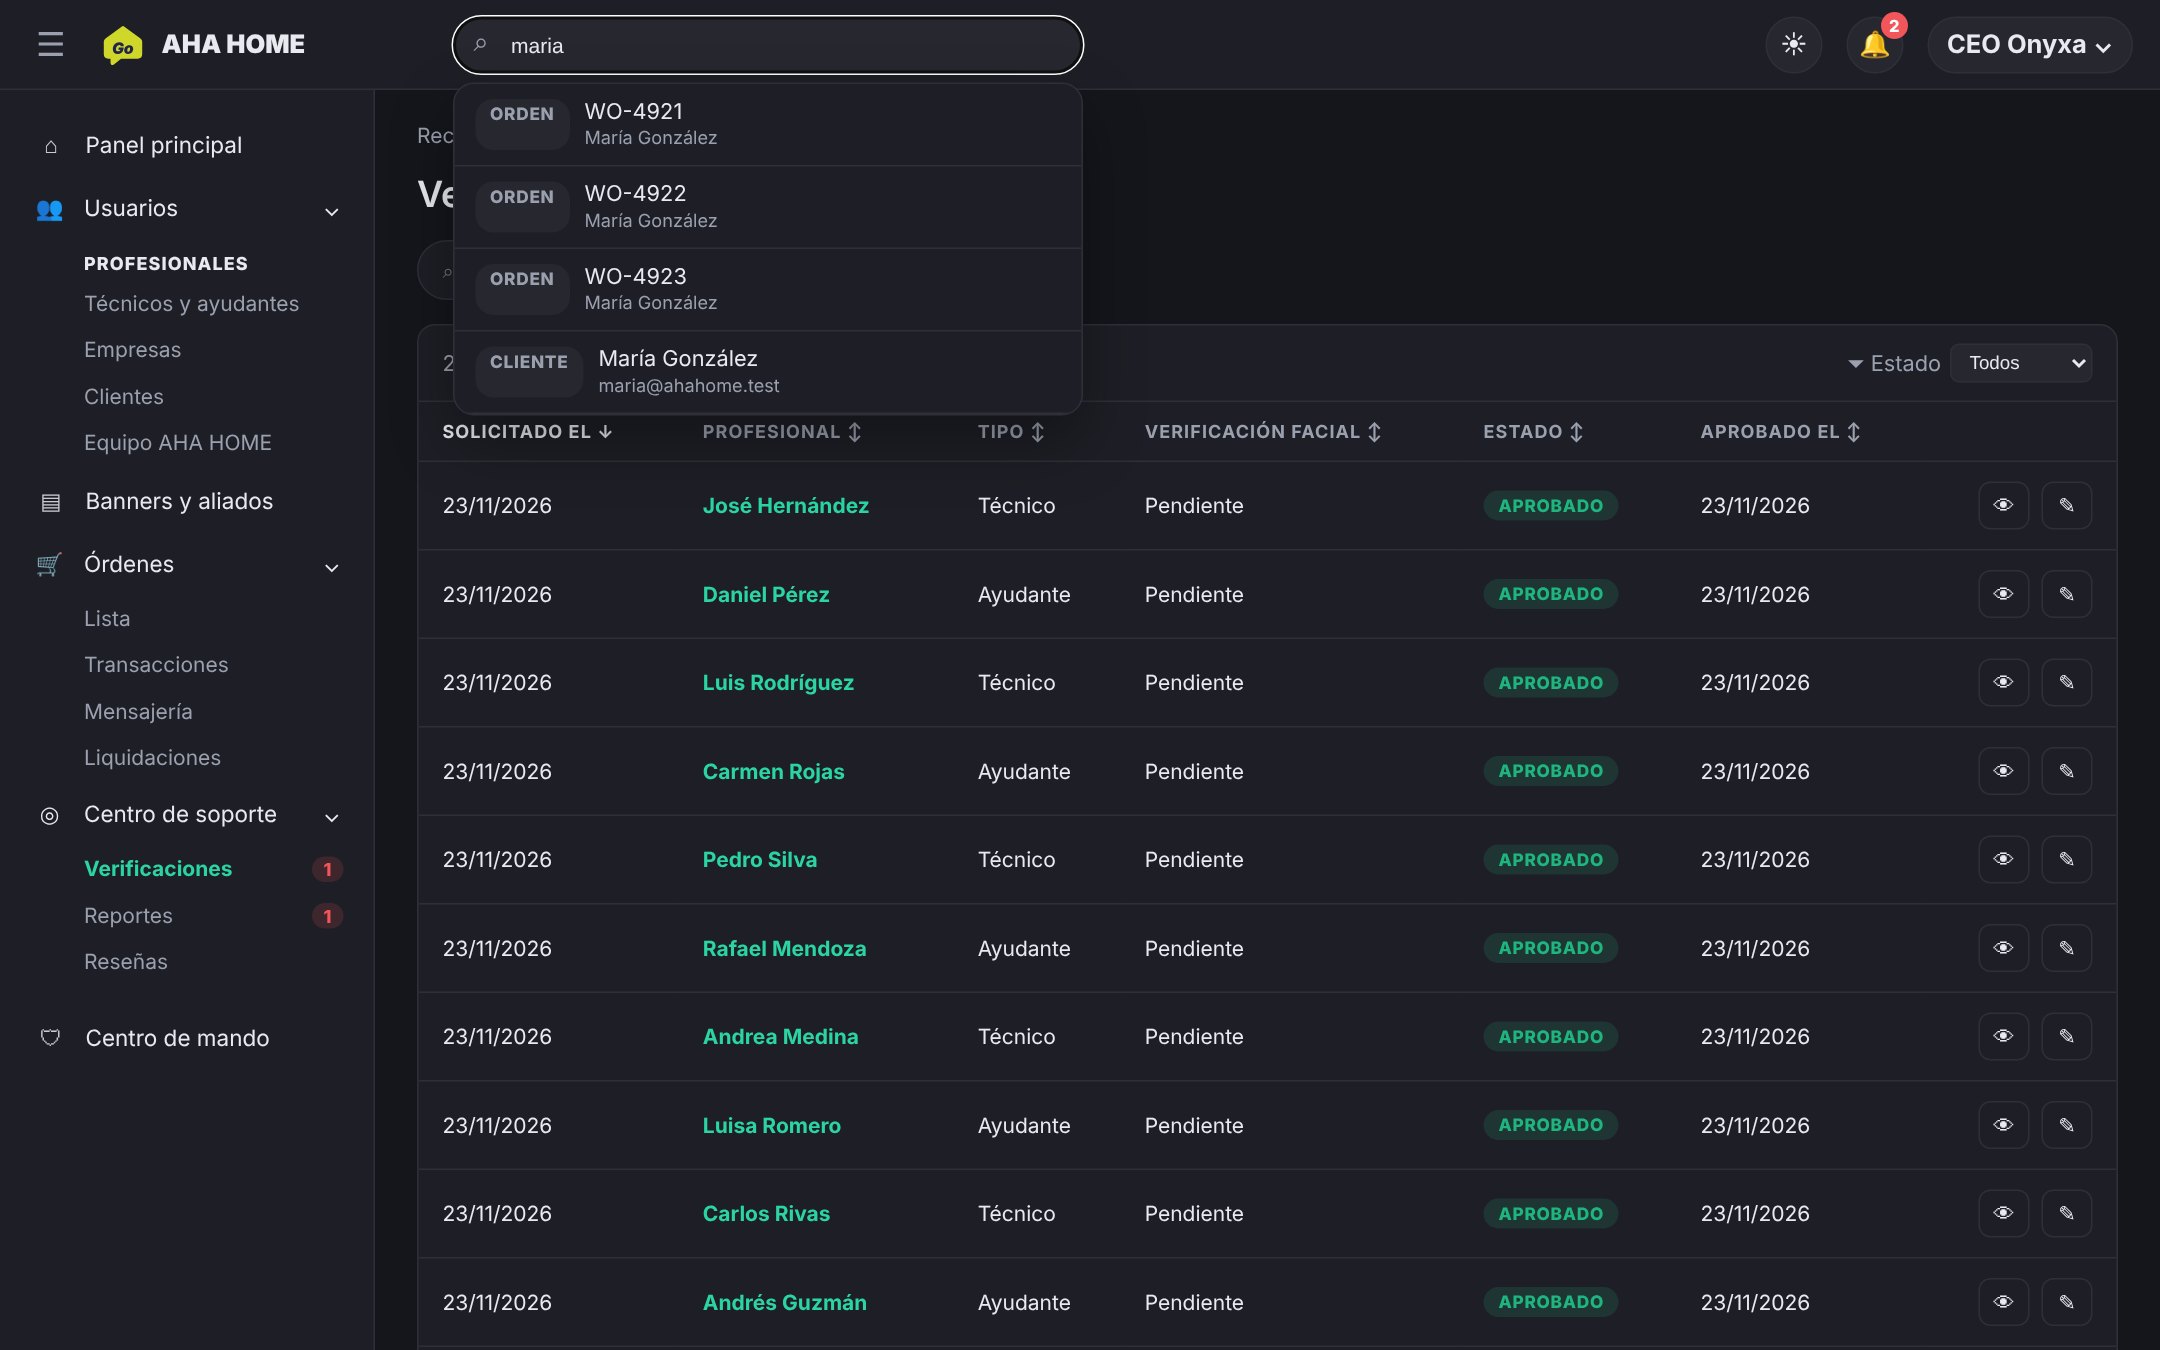 Go AHA HOME
maria
2
CEO Onyxa
Panel principal
Usuarios
PROFESIONALES
Técnicos y ayudantes
Empresas
Clientes
Equipo AHA HOME
Banners y aliados
Órdenes
Lista
Transacciones
Mensajería
Liquidaciones
Centro de soporte
Verificaciones 1
Reportes 1
Reseñas
Centro de mando
ORDEN WO-4921
María González
ORDEN WO-4922
María González
ORDEN WO-4923
María González
CLIENTE María González
maria@ahahome.test
Estado Todos
SOLICITADO EL PROFESIONAL TIPO VERIFICACIÓN FACIAL ESTADO APROBADO EL
23/11/2026 José Hernández Técnico Pendiente APROBADO 23/11/2026
23/11/2026 Daniel Pérez Ayudante Pendiente APROBADO 23/11/2026
23/11/2026 Luis Rodríguez Técnico Pendiente APROBADO 23/11/2026
23/11/2026 Carmen Rojas Ayudante Pendiente APROBADO 23/11/2026
23/11/2026 Pedro Silva Técnico Pendiente APROBADO 23/11/2026
23/11/2026 Rafael Mendoza Ayudante Pendiente APROBADO 23/11/2026
23/11/2026 Andrea Medina Técnico Pendiente APROBADO 23/11/2026
23/11/2026 Luisa Romero Ayudante Pendiente APROBADO 23/11/2026
23/11/2026 Carlos Rivas Técnico Pendiente APROBADO 23/11/2026
23/11/2026 Andrés Guzmán Ayudante Pendiente APROBADO 23/11/2026